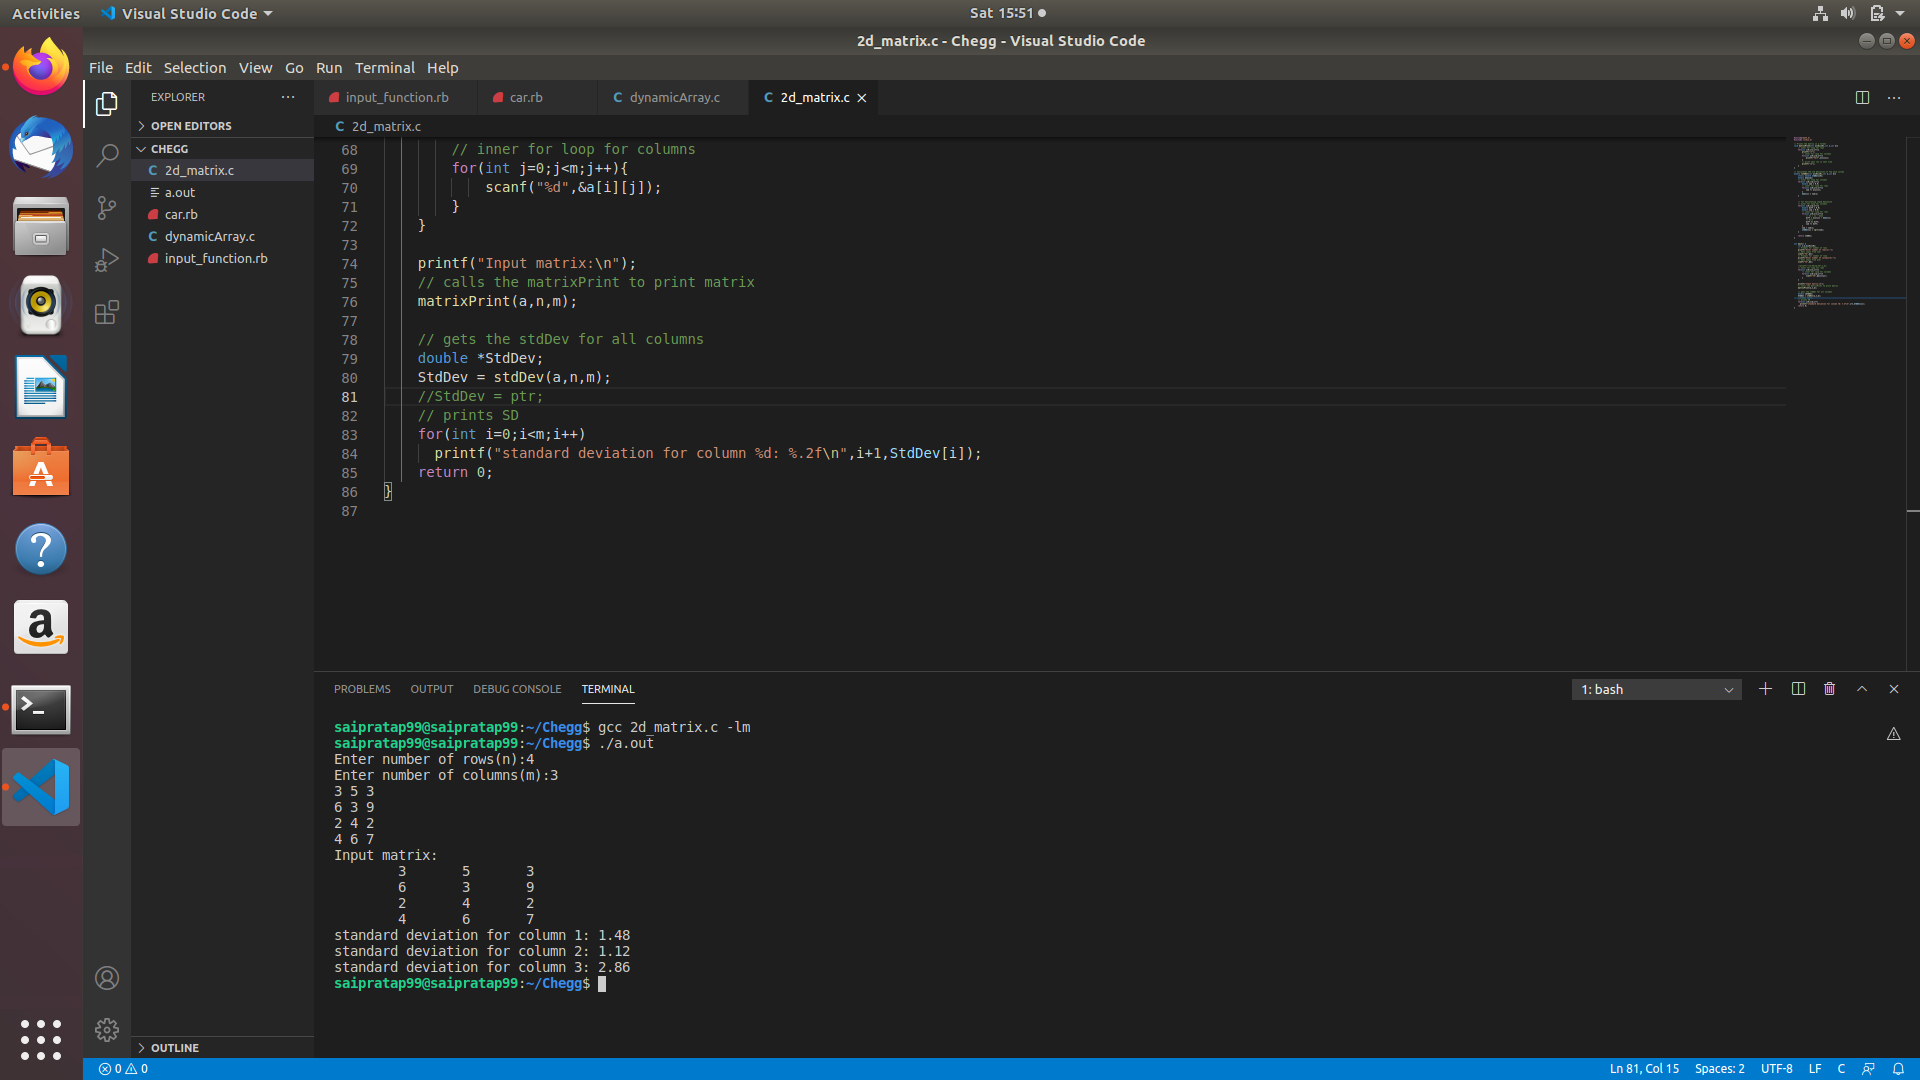 Activities Visual Studio Code Sat 15:51
2d_matrix.c - Chegg - Visual Studio Code
File Edit Selection View Go Run Terminal Help
EXPLORER
OPEN EDITORS
CHEGG
C 2d_matrix.c
a.out
car.rb
C dynamicArray.c
input_function.rb
OUTLINE
input_function.rb car.rb C dynamicArray.c C 2d_matrix.c
C 2d_matrix.c
68 // inner for loop for columns
69 for(int j=0;j<m;j++){
70 scanf("%d",&a[i][j]);
71 }
72 }
73
74 printf("Input matrix:\n");
75 // calls the matrixPrint to print matrix
76 matrixPrint(a,n,m);
77
78 // gets the stdDev for all columns
79 double *StdDev;
80 StdDev = stdDev(a,n,m);
81 //StdDev = ptr;
82 // prints SD
83 for(int i=0;i<m;i++)
84 printf("standard deviation for column %d: %.2f\n",i+1,StdDev[i]);
85 return 0;
86 }
87
PROBLEMS OUTPUT DEBUG CONSOLE TERMINAL 1: bash
saipratap99@saipratap99:~/Chegg$ gcc 2d_matrix.c -lm
saipratap99@saipratap99:~/Chegg$ ./a.out
Enter number of rows(n):4
Enter number of columns(m):3
3 5 3
6 3 9
2 4 2
4 6 7
Input matrix:
3 5 3
6 3 9
2 4 2
4 6 7
standard deviation for column 1: 1.48
standard deviation for column 2: 1.12
standard deviation for column 3: 2.86
saipratap99@saipratap99:~/Chegg$
0 0 Ln 81, Col 15 Spaces: 2 UTF-8 LF C